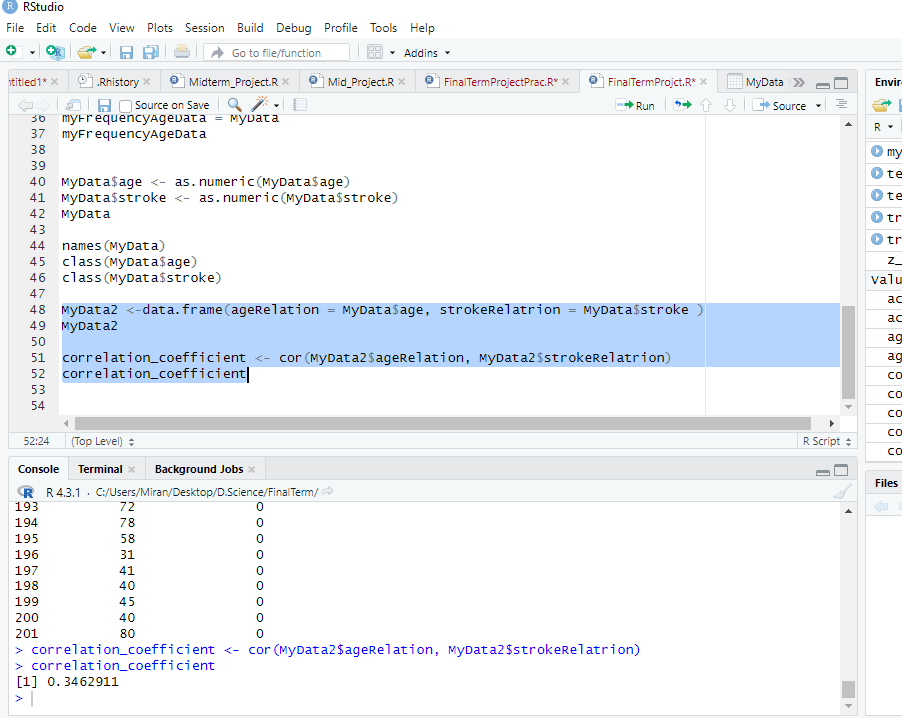 RStudio
File Edit Code View Plots Session Build Debug Profile Tools Help
Go to file/function Addins
ntitled1* .Rhistory Midterm_Project.R Mid_Project.R FinalTermProjectPrac.R* FinalTermProjct.R* MyData
Source on Save Run Source
36 myFrequencyAgeData = MyData
37 myFrequencyAgeData
38
39
40 MyData$age <- as.numeric(MyData$age)
41 MyData$stroke <- as.numeric(MyData$stroke)
42 MyData
43
44 names(MyData)
45 class(MyData$age)
46 class(MyData$stroke)
47
48 MyData2 <-data.frame(ageRelation = MyData$age, strokeRelatrion = MyData$stroke )
49 MyData2
50
51 correlation_coefficient <- cor(MyData2$ageRelation, MyData2$strokeRelatrion)
52 correlation_coefficient
53
54
52:24 (Top Level) R Script
Console Terminal Background Jobs
R 4.3.1 · C:/Users/Miran/Desktop/D.Science/FinalTerm/
193 72 0
194 78 0
195 58 0
196 31 0
197 41 0
198 40 0
199 45 0
200 40 0
201 80 0
> correlation_coefficient <- cor(MyData2$ageRelation, MyData2$strokeRelatrion)
> correlation_coefficient
[1] 0.3462911
>
Enviro
R
my
te
te
tr
tr
z_
Valu
ac
ac
ag
ag
co
co
co
co
co
Files